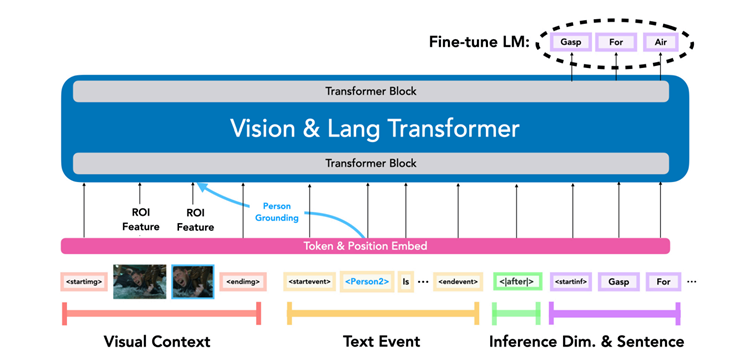 Fine-tune LM: Gasp For Air
Transformer Block
Vision & Lang Transformer
Transformer Block
ROI Feature
ROI Feature
Person Grounding
Token & Position Embed
<startimg> <endimg> <startevent> <Person2> Is ... <endevent> <|after|> <startinf> Gasp For ...
Visual Context Text Event Inference Dim. & Sentence